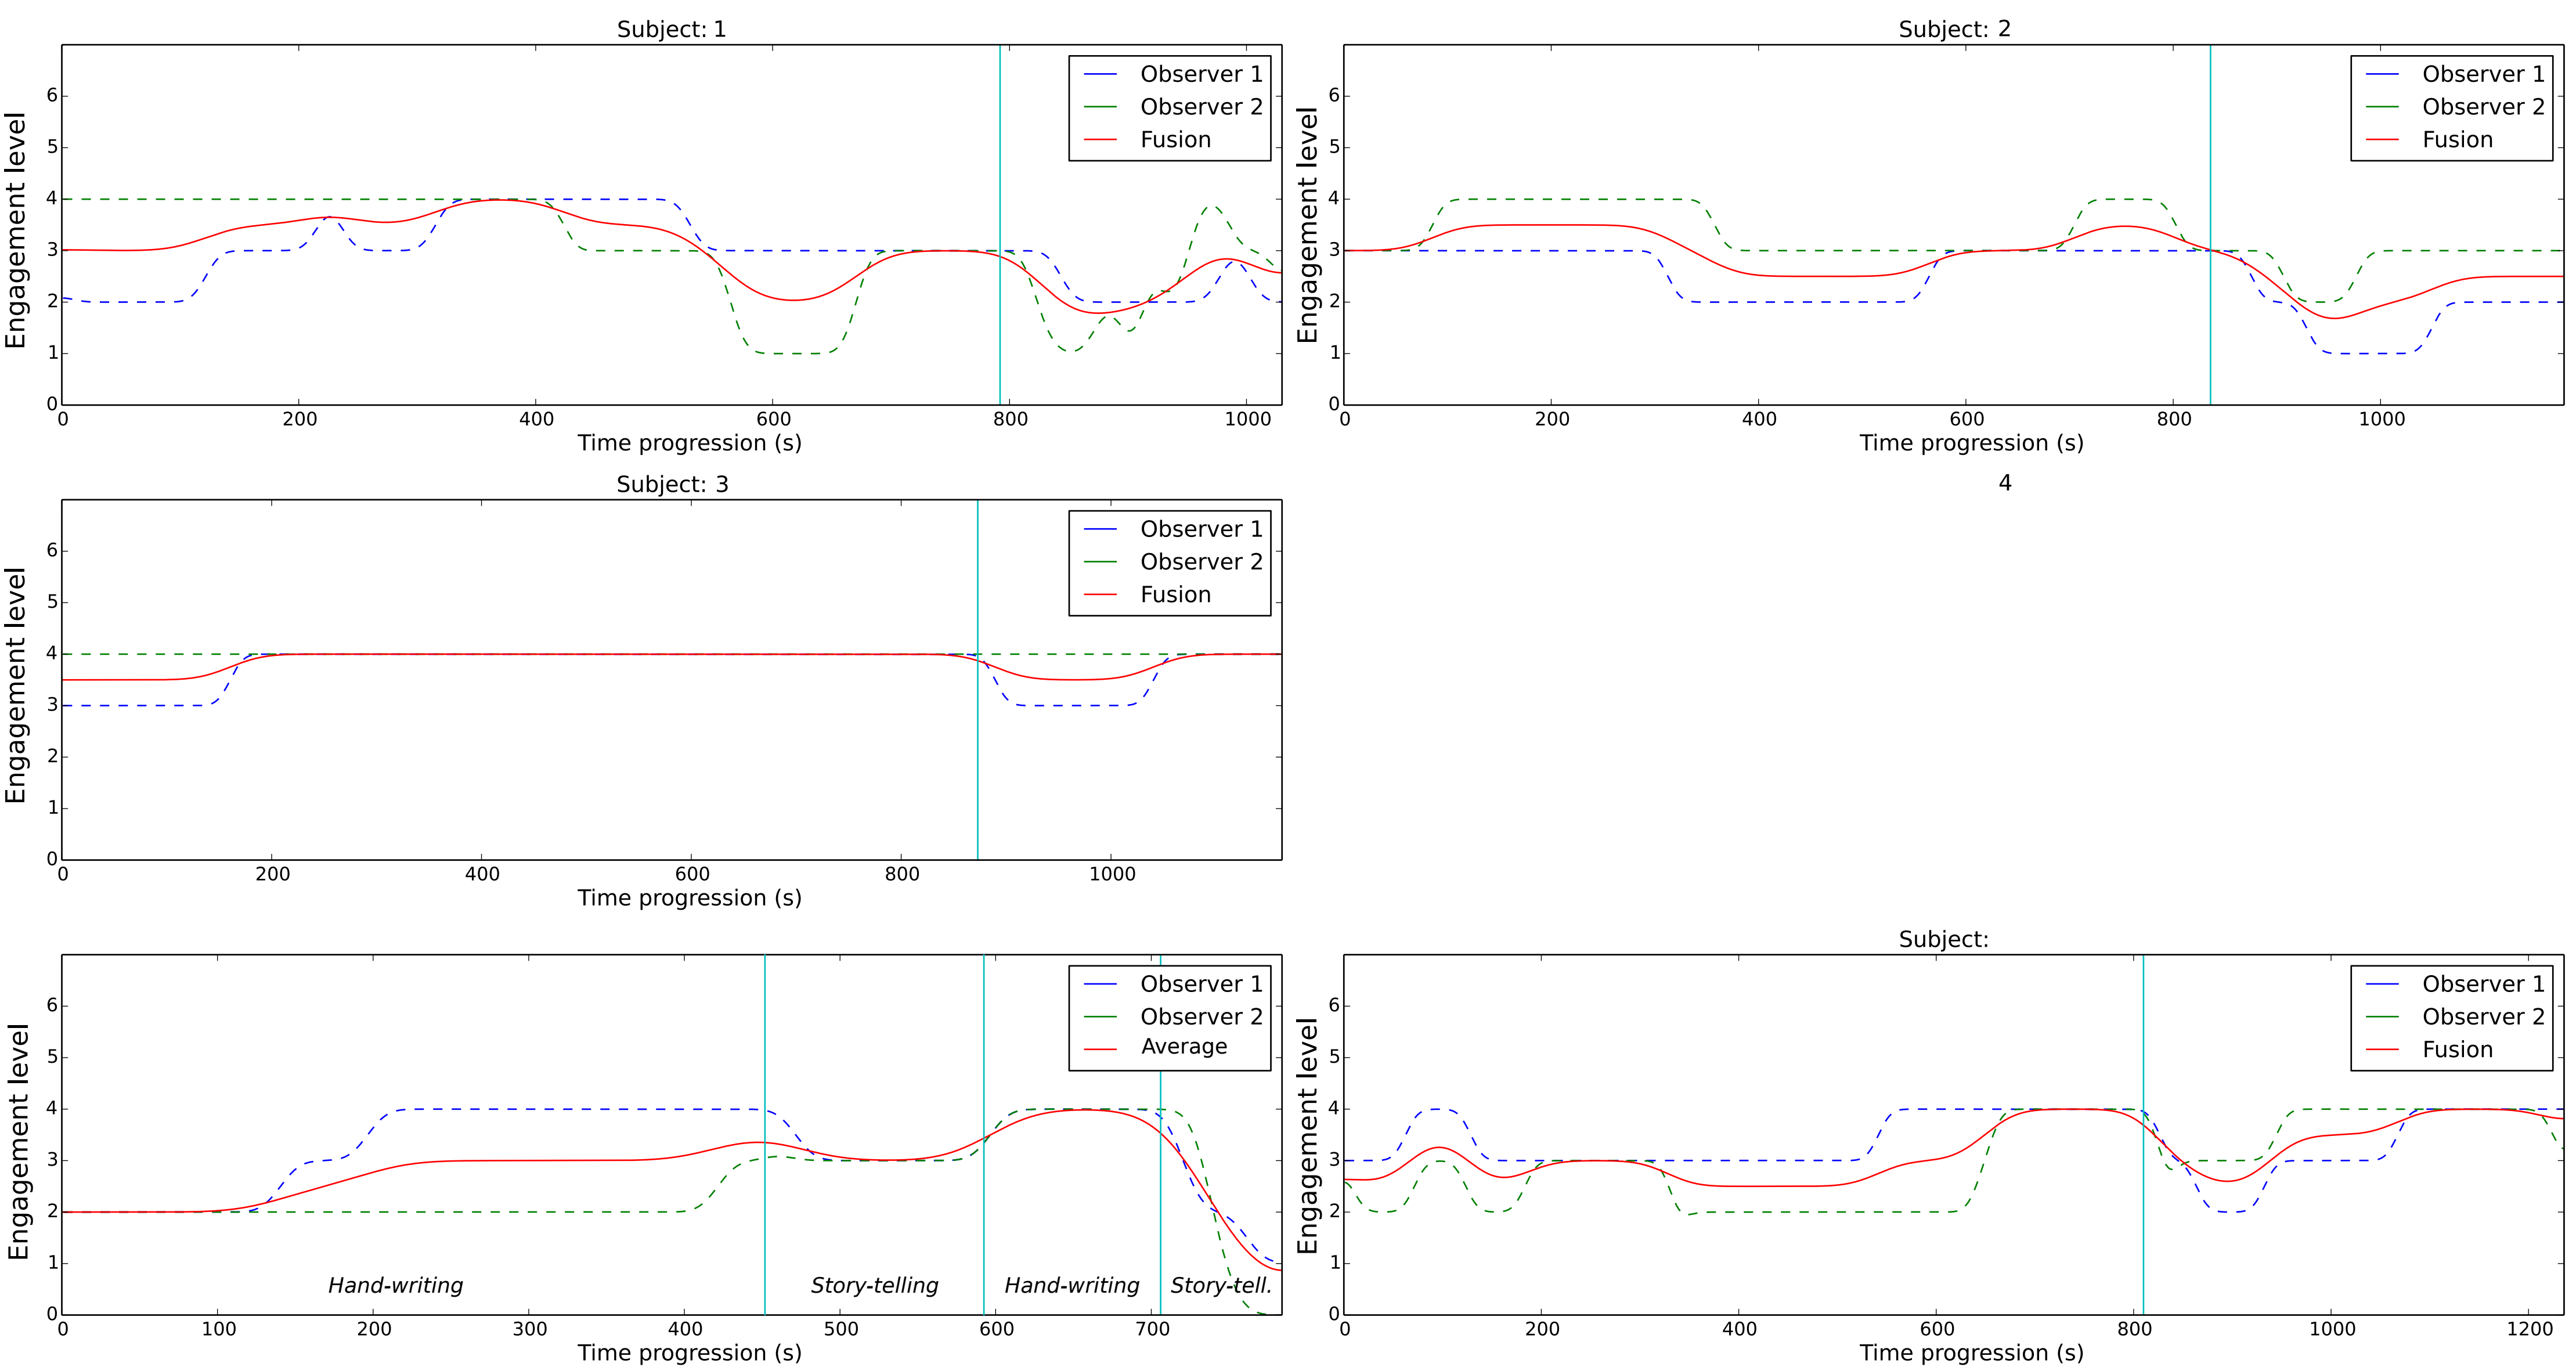 Subject: 1
Engagement level
6
5
4
3
2
1
0
Observer 1
Observer 2
Fusion
0 200 400 600 800 1000
Time progression (s)
Subject: 2
Engagement level
6
5
4
3
2
1
0
Observer 1
Observer 2
Fusion
0 200 400 600 800 1000
Time progression (s)
Subject: 3
Engagement level
6
5
4
3
2
1
0
Observer 1
Observer 2
Fusion
0 200 400 600 800 1000
Time progression (s)
4
Engagement level
6
5
4
3
2
1
0
Observer 1
Observer 2
Average
Hand-writing Story-telling Hand-writing Story-tell.
0 100 200 300 400 500 600 700
Time progression (s)
Subject:
Engagement level
6
5
4
3
2
1
0
Observer 1
Observer 2
Fusion
0 200 400 600 800 1000 1200
Time progression (s)